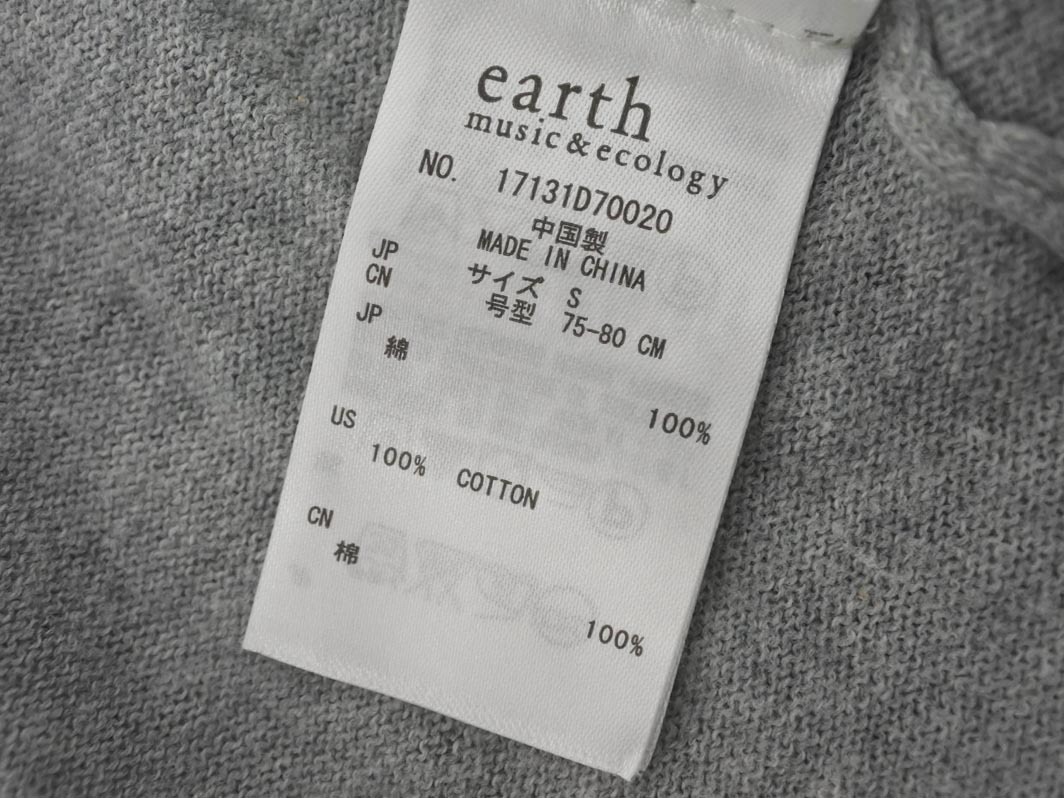 earth
music & ecology
NO. 17131D70020
中国製
MADE IN CHINA
JP サイズ S
CN 号型 75-80 CM
JP
綿 100%
US
100% COTTON
CN
棉 100%